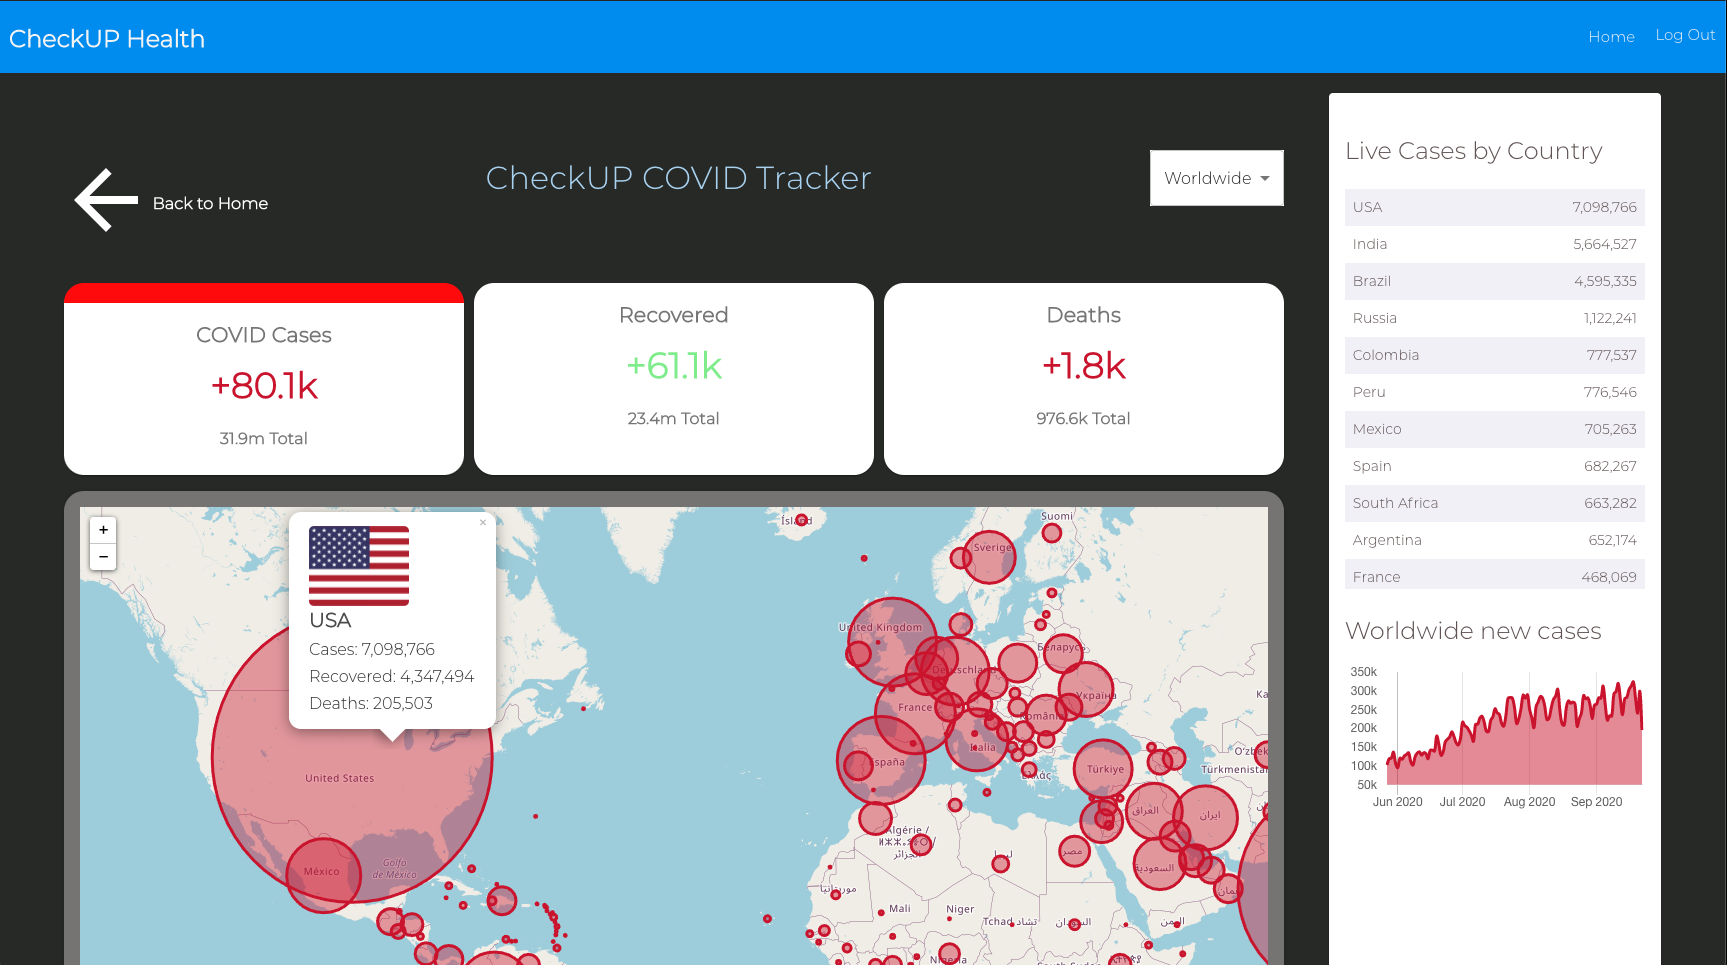 CheckUP Health
Home
Log Out
Back to Home
CheckUP COVID Tracker
Worldwide
COVID Cases
+80.1k
31.9m Total
Recovered
+61.1k
23.4m Total
Deaths
+1.8k
976.6k Total
+
−
×
USA
Cases: 7,098,766
Recovered: 4,347,494
Deaths: 205,503
United States
México
Golfo
de México
Ísland
Suomi
Sverige
United Kingdom
Deutschland
Беларусь
Україна
France
România
Italia
España
Ελλάς
Türkiye
Türkmenistan
العراق
ایران
Algérie /
ⵍⵣⵣⴰⵢⴻⵔ /
الجزائر
ليبيا
مصر
السعودية
عمان
موريتانيا
Mali
Niger
Tchad تشاد
السودان
اليمن
Nigeria
South Sudan
Live Cases by Country
USA 7,098,766
India 5,664,527
Brazil 4,595,335
Russia 1,122,241
Colombia 777,537
Peru 776,546
Mexico 705,263
Spain 682,267
South Africa 663,282
Argentina 652,174
France 468,069
Worldwide new cases
350k
300k
250k
200k
150k
100k
50k
Jun 2020 Jul 2020 Aug 2020 Sep 2020